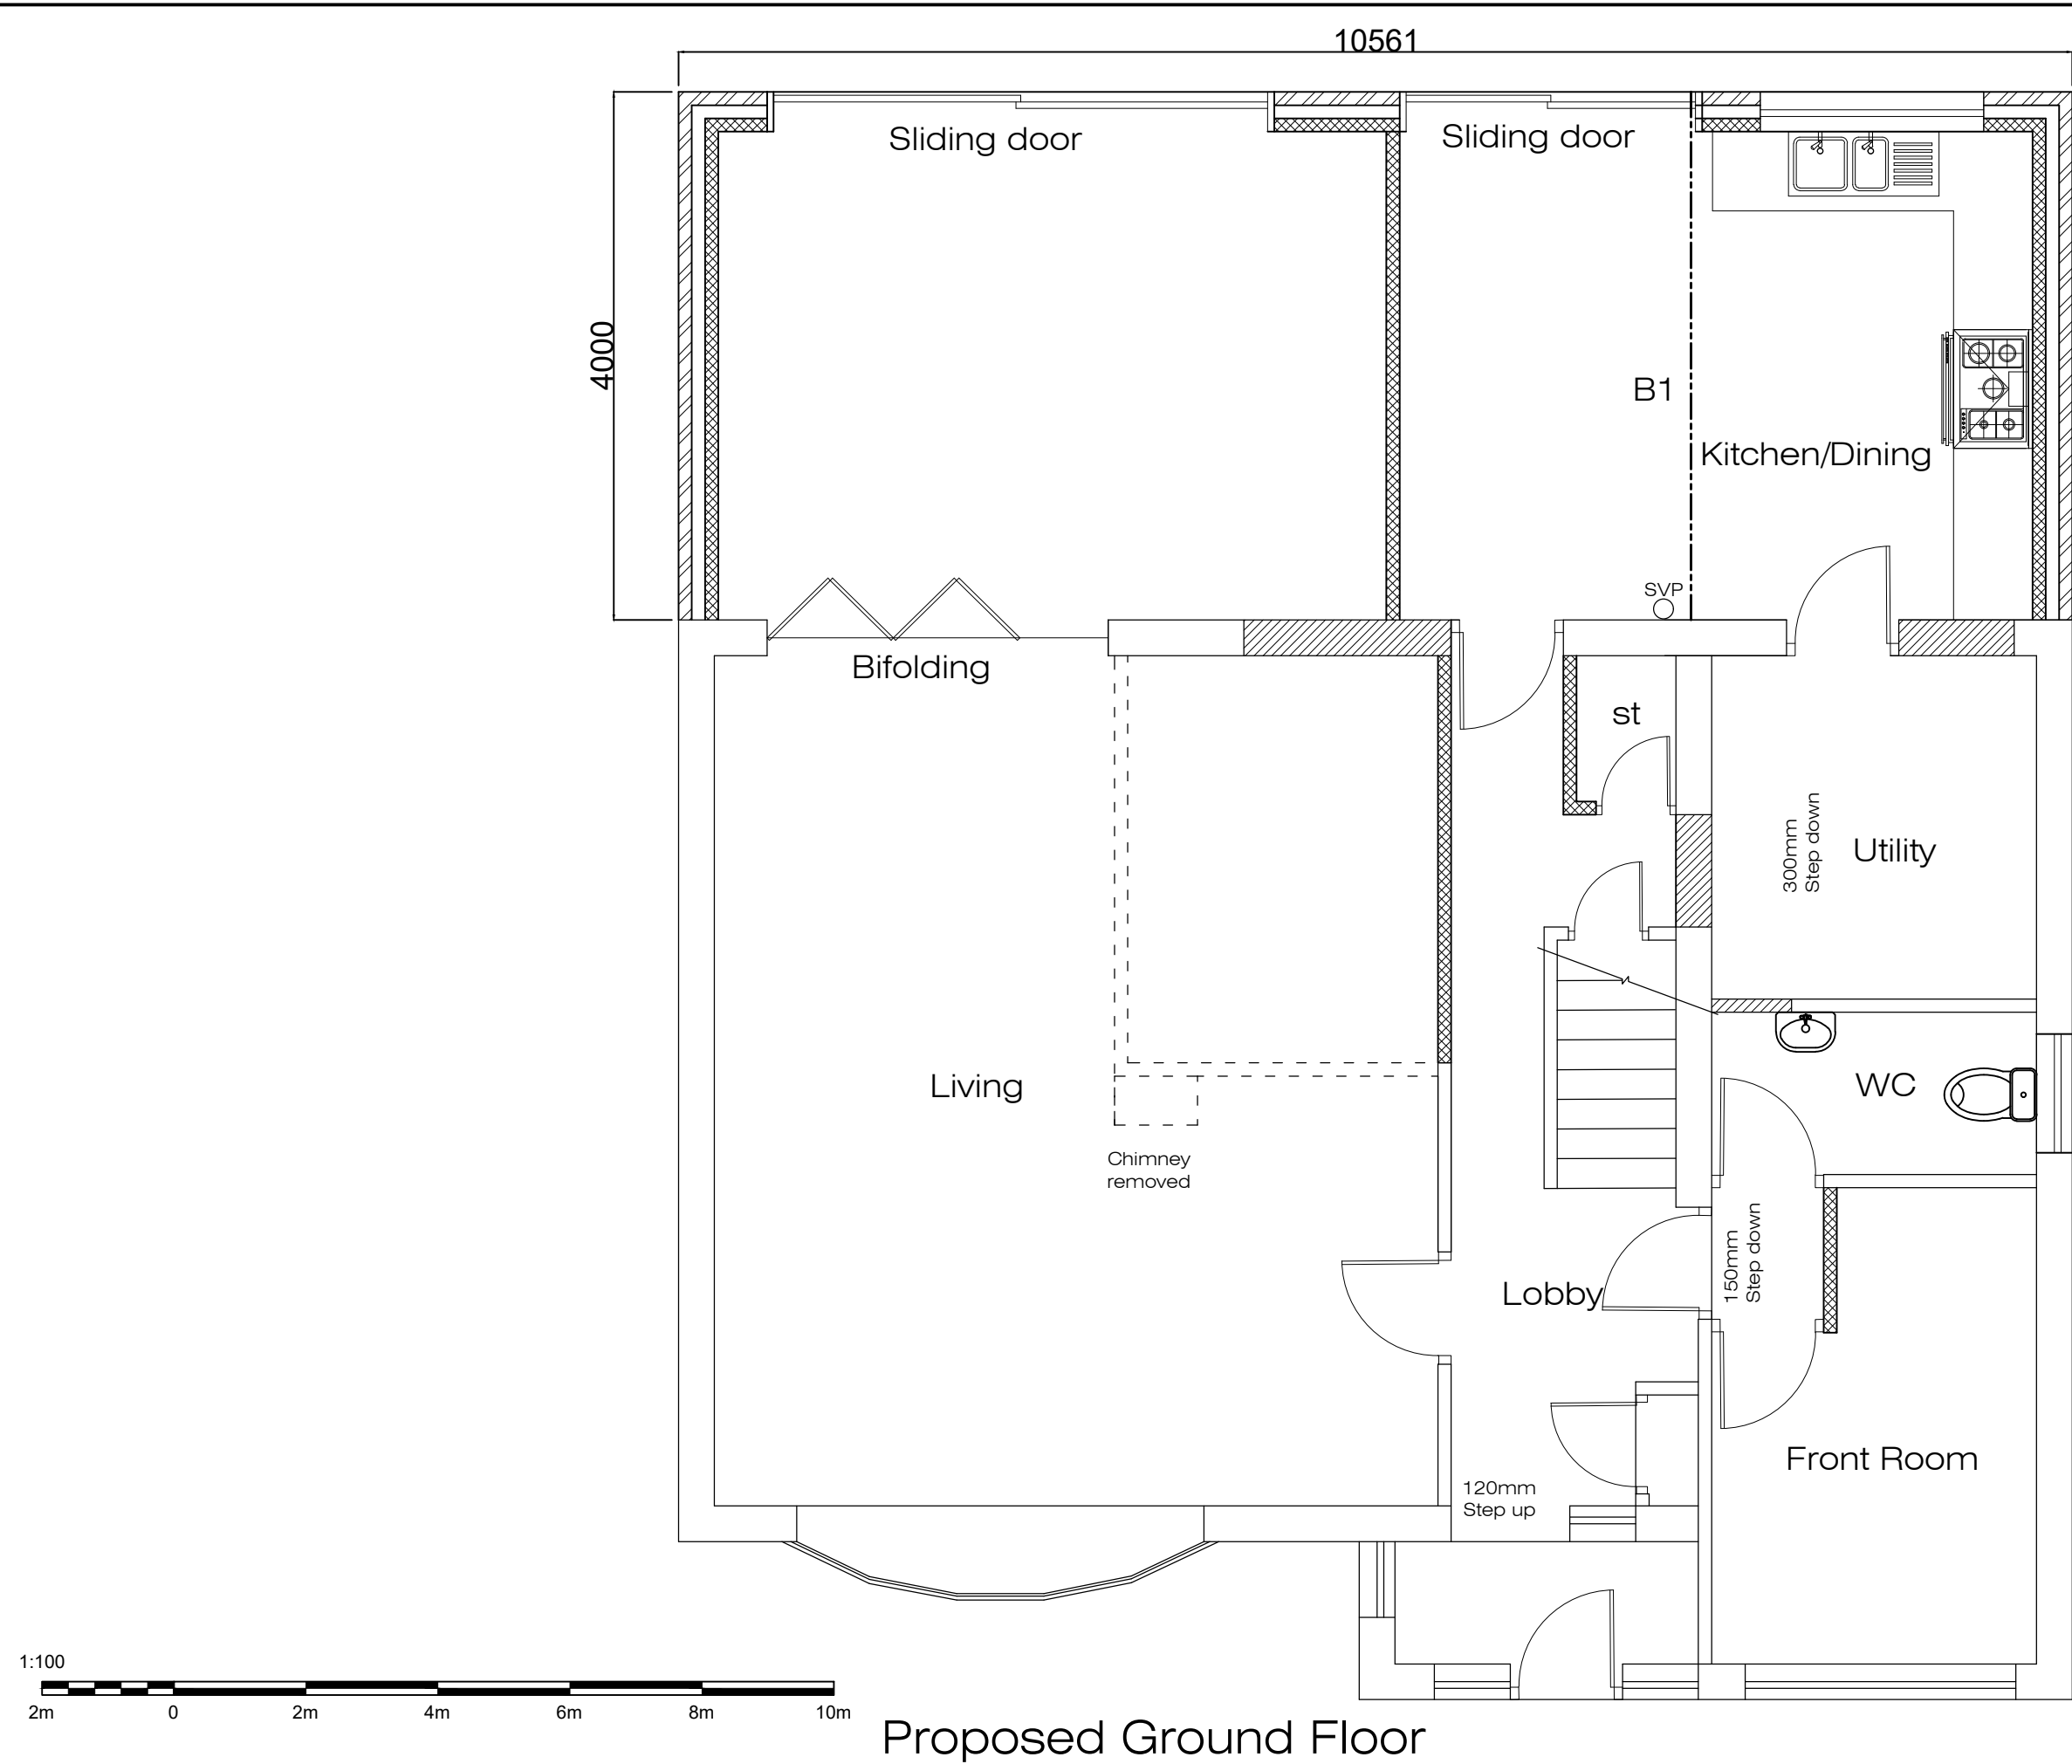 10561
Sliding door
Sliding door
4000
B1
Kitchen/Dining
SVP
Bifolding
st
300mm
Step down
Utility
Living
WC
Chimney
removed
150mm
Step down
Lobby
Front Room
120mm
Step up
1:100
2m 0 2m 4m 6m 8m 10m
Proposed Ground Floor